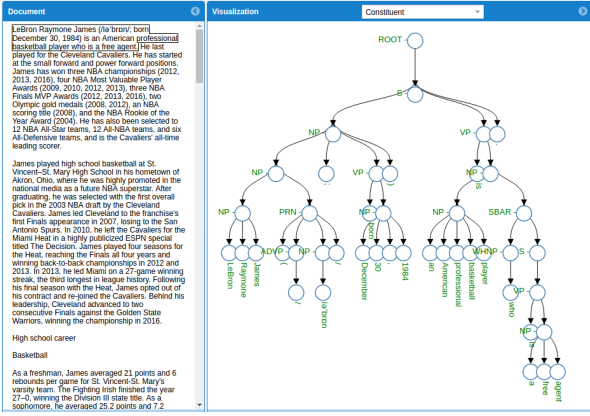 Document
LeBron Raymone James (/ləˈbrɒn/; born
December 30, 1984) is an American professional
basketball player who is a free agent. He last
played for the Cleveland Cavaliers. He has started
at the small forward and power forward positions.
James has won three NBA championships (2012,
2013, 2016), four NBA Most Valuable Player
Awards (2009, 2010, 2012, 2013), three NBA
Finals MVP Awards (2012, 2013, 2016), two
Olympic gold medals (2008, 2012), an NBA
scoring title (2008), and the NBA Rookie of the
Year Award (2004). He has also been selected to
12 NBA All-Star teams, 12 All-NBA teams, and six
All-Defensive teams, and is the Cavaliers' all-time
leading scorer.
James played high school basketball at St.
Vincent–St. Mary High School in his hometown of
Akron, Ohio, where he was highly promoted in the
national media as a future NBA superstar. After
graduating, he was selected with the first overall
pick in the 2003 NBA draft by the Cleveland
Cavaliers. James led Cleveland to the franchise's
first Finals appearance in 2007, losing to the San
Antonio Spurs. In 2010, he left the Cavaliers for the
Miami Heat in a highly publicized ESPN special
titled The Decision. James played four seasons for
the Heat, reaching the Finals all four years and
winning back-to-back championships in 2012 and
2013. In 2013, he led Miami on a 27-game winning
streak, the third longest in league history. Following
his final season with the Heat, James opted out of
his contract and re-joined the Cavaliers. Behind his
leadership, Cleveland advanced to two
consecutive Finals against the Golden State
Warriors, winning the championship in 2016.
High school career
Basketball
As a freshman, James averaged 21 points and 6
rebounds per game for St. Vincent-St. Mary's
varsity team. The Fighting Irish finished the year
27–0, winning the Division III state title. As a
sophomore, he averaged 25.2 points and 7.2
Visualization
Constituent
ROOT
S
NP VP .
NP ; VP ) is NP
NP PRN born NP NP SBAR
LeBron Raymone James ADVP ( NP / December 30 , 1984 an American professional basketball player WHNP S
/ ləˈbrɒn who VP
is NP
a free agent